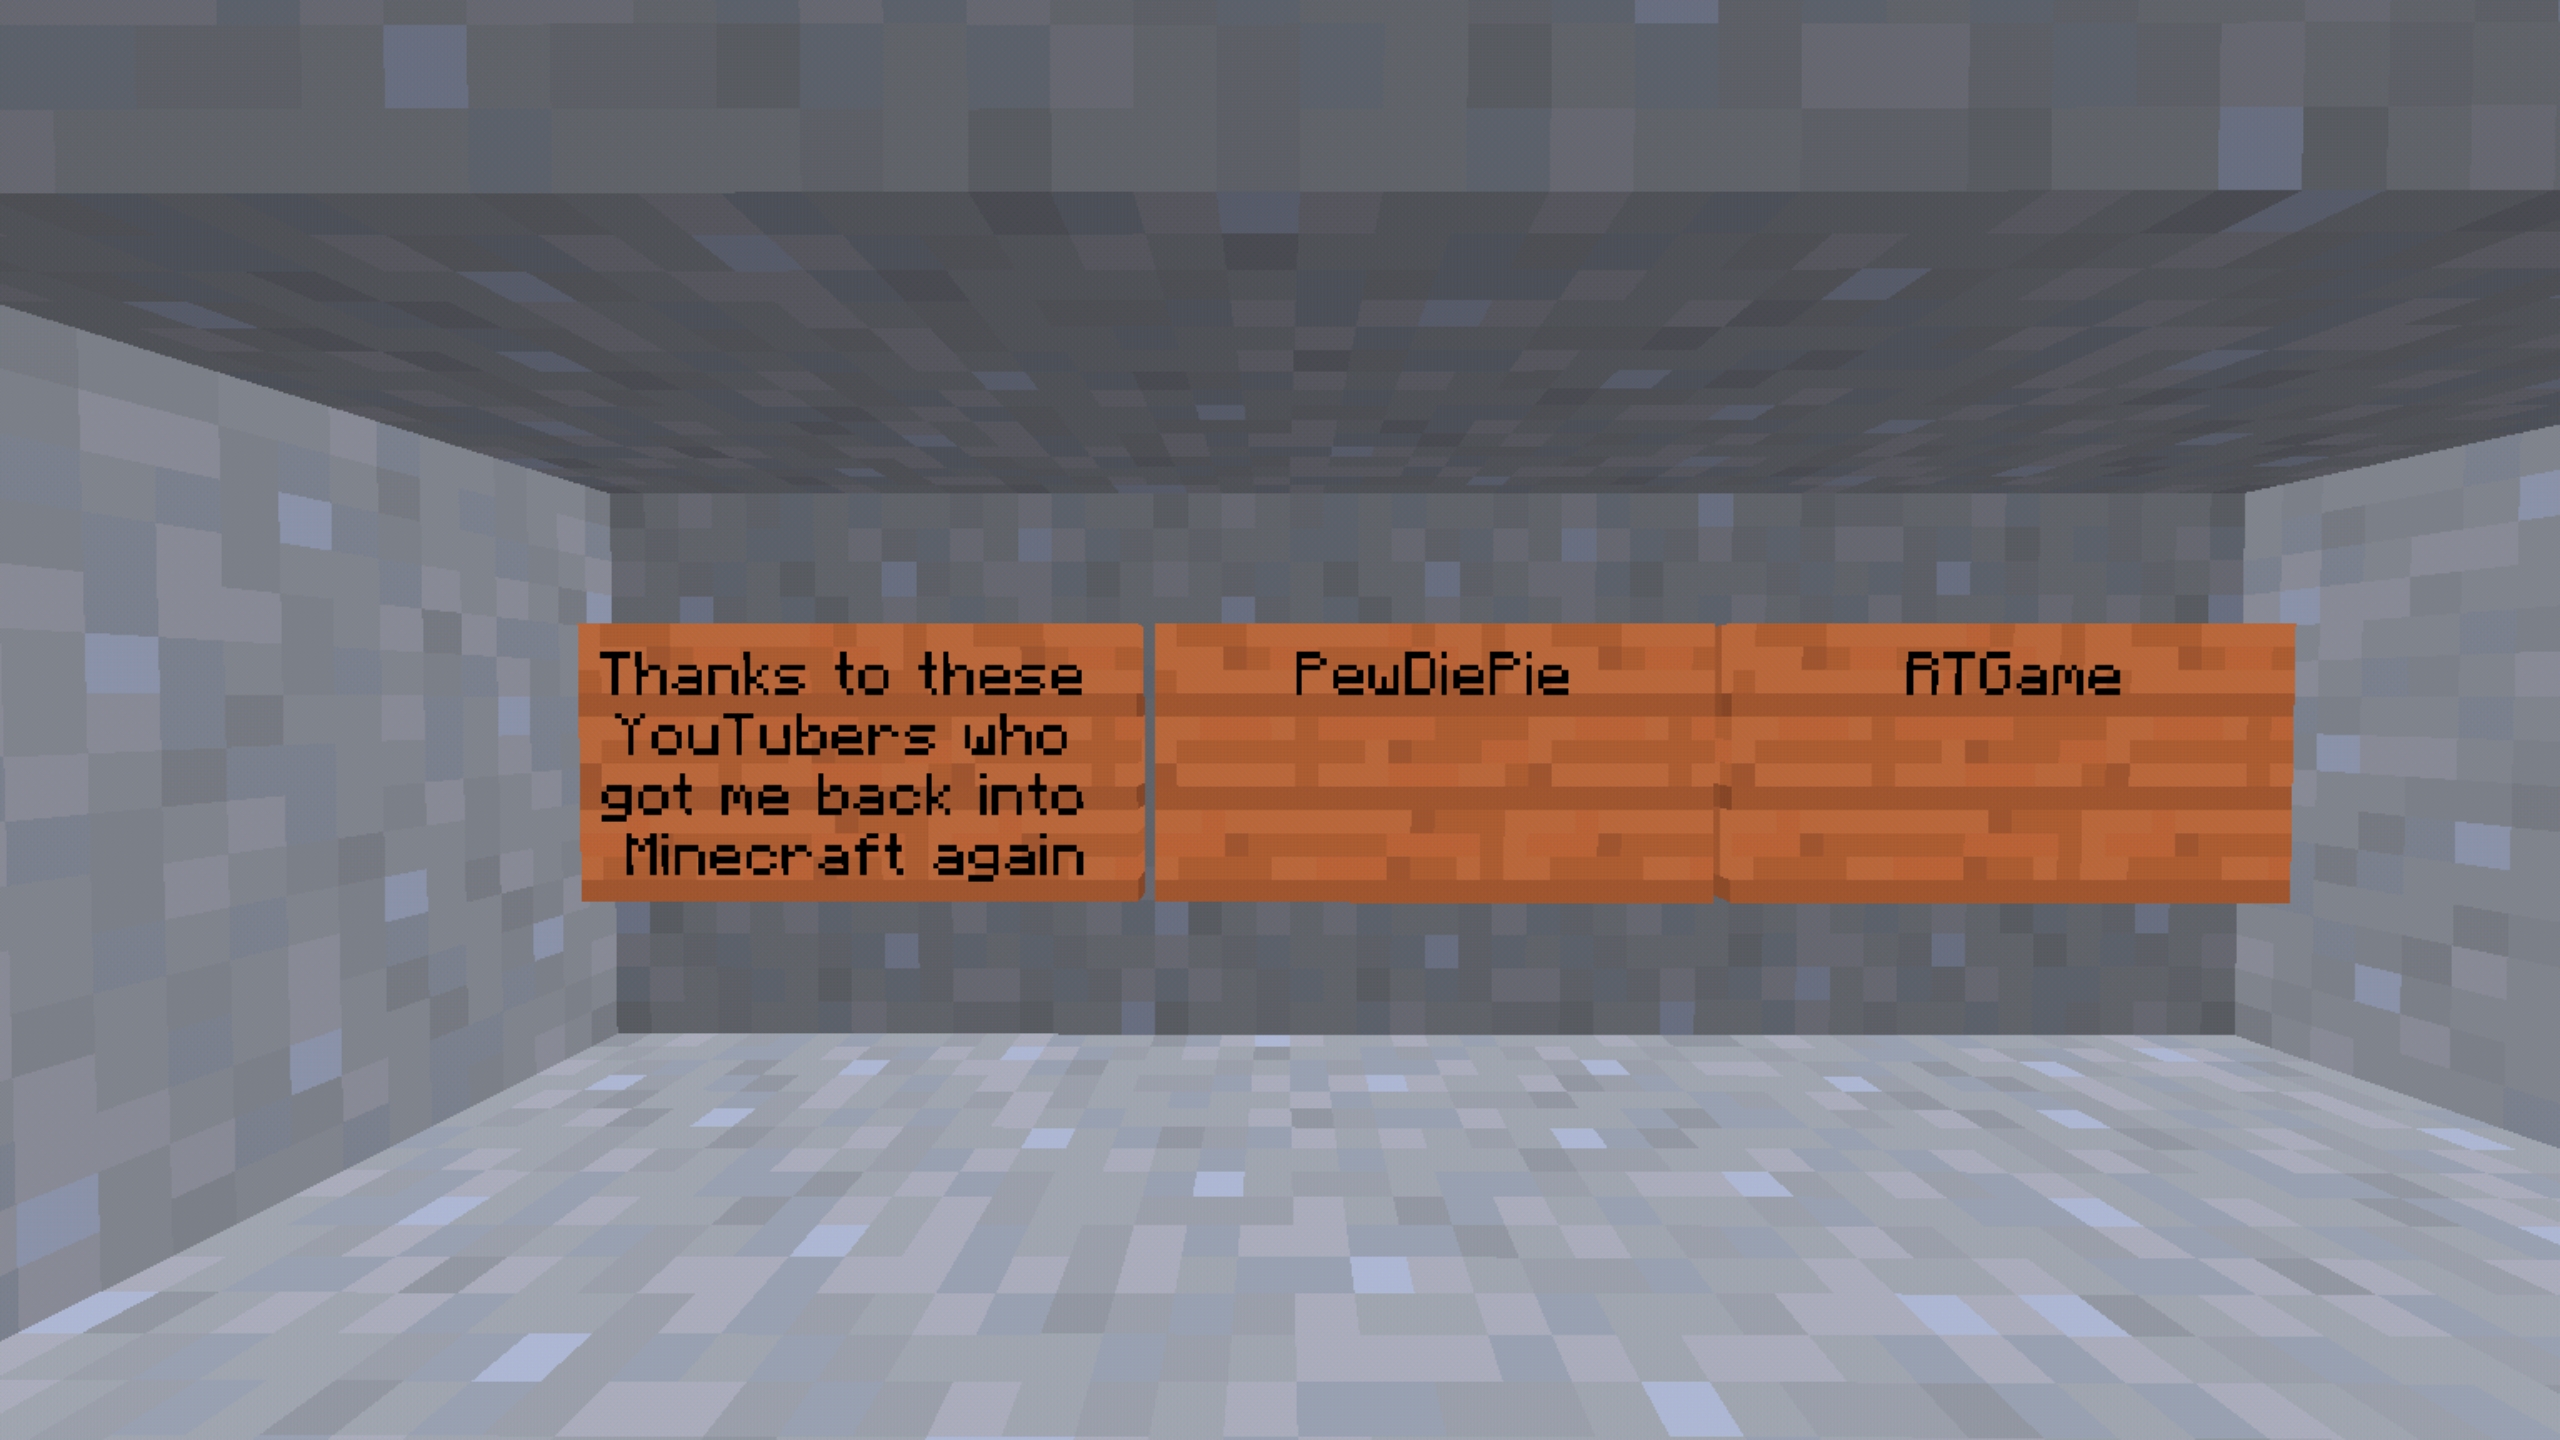 Thanks to these
YouTubers who
got me back into
Minecraft again
PewDiePie
RTGame